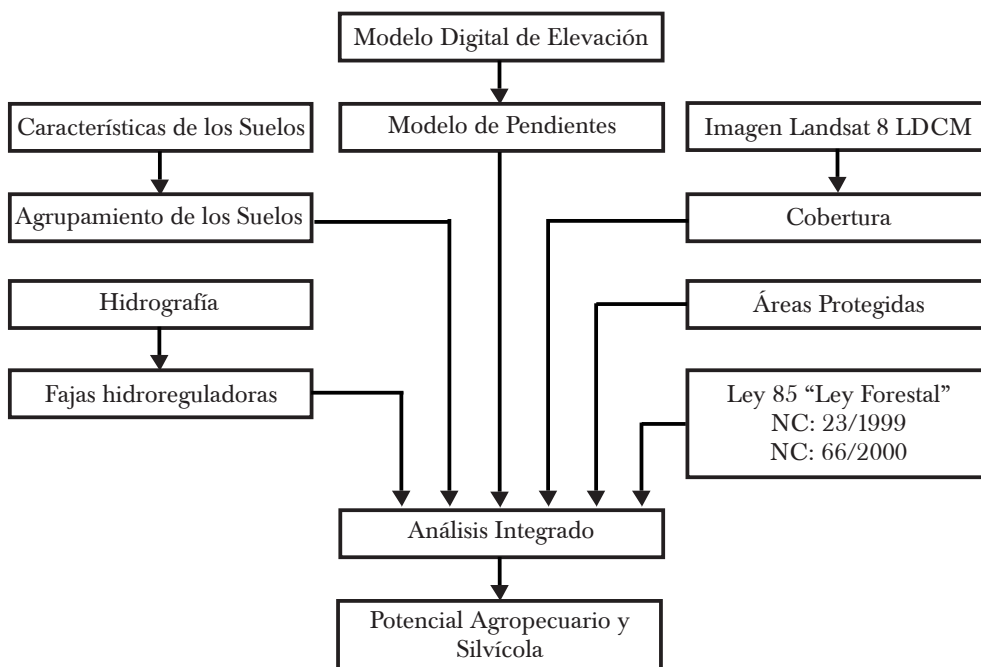 Modelo Digital de Elevación
Características de los Suelos
Modelo de Pendientes
Imagen Landsat 8 LDCM
Agrupamiento de los Suelos
Cobertura
Hidrografía
Áreas Protegidas
Fajas hidroreguladoras
Ley 85 “Ley Forestal”
NC: 23/1999
NC: 66/2000
Análisis Integrado
Potencial Agropecuario y
Silvícola